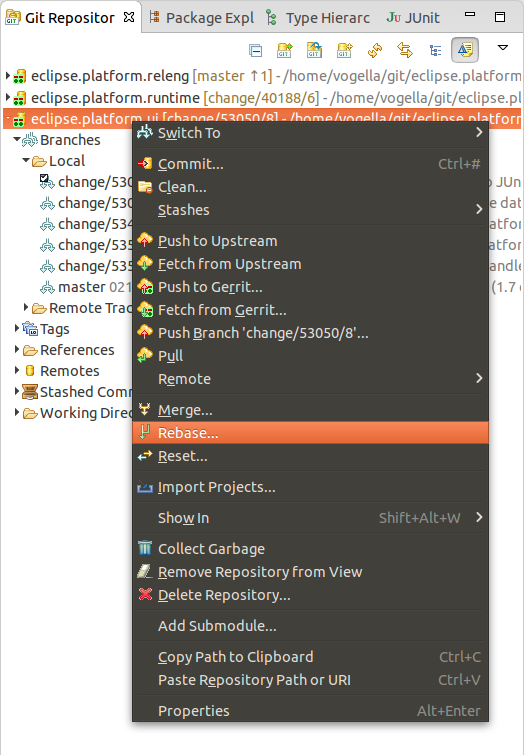 Git Repositor Package Expl Type Hierarc JU JUnit
eclipse.platform.releng [master ↑1] - /home/vogella/git/eclipse.platform
eclipse.platform.runtime [change/40188/6] - /home/vogella/git/eclipse.p
eclipse.platform.ui [change/53050/8] - /home/vogella/git/eclipse.platform
Branches
Local
change/530
change/530
change/534
change/535
change/535
master 021
(1.7 c
Remote Trac
Tags
References
Remotes
Stashed Comm
Working Direc
Switch To
Commit... Ctrl+#
Clean...
Stashes
Push to Upstream
Fetch from Upstream
Push to Gerrit...
Fetch from Gerrit...
Push Branch 'change/53050/8'...
Pull
Remote
Merge...
Rebase...
Reset...
Import Projects...
Show In Shift+Alt+W
Collect Garbage
Remove Repository from View
Delete Repository...
Add Submodule...
Copy Path to Clipboard Ctrl+C
Paste Repository Path or URI Ctrl+V
Properties Alt+Enter